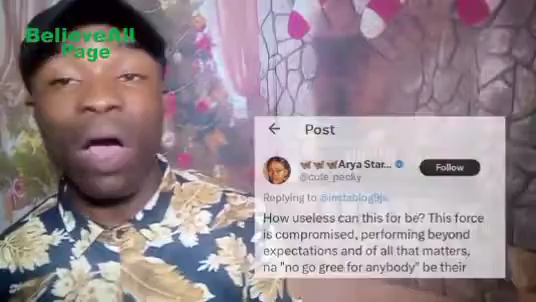 BelieveAll
Page
Post
Arya Star...
Follow
@cute_pecky
Replying to @instablog9ja
How useless can this for be? This force
is compromised, performing beyond
expectations and of all that matters,
na "no go gree for anybody" be their